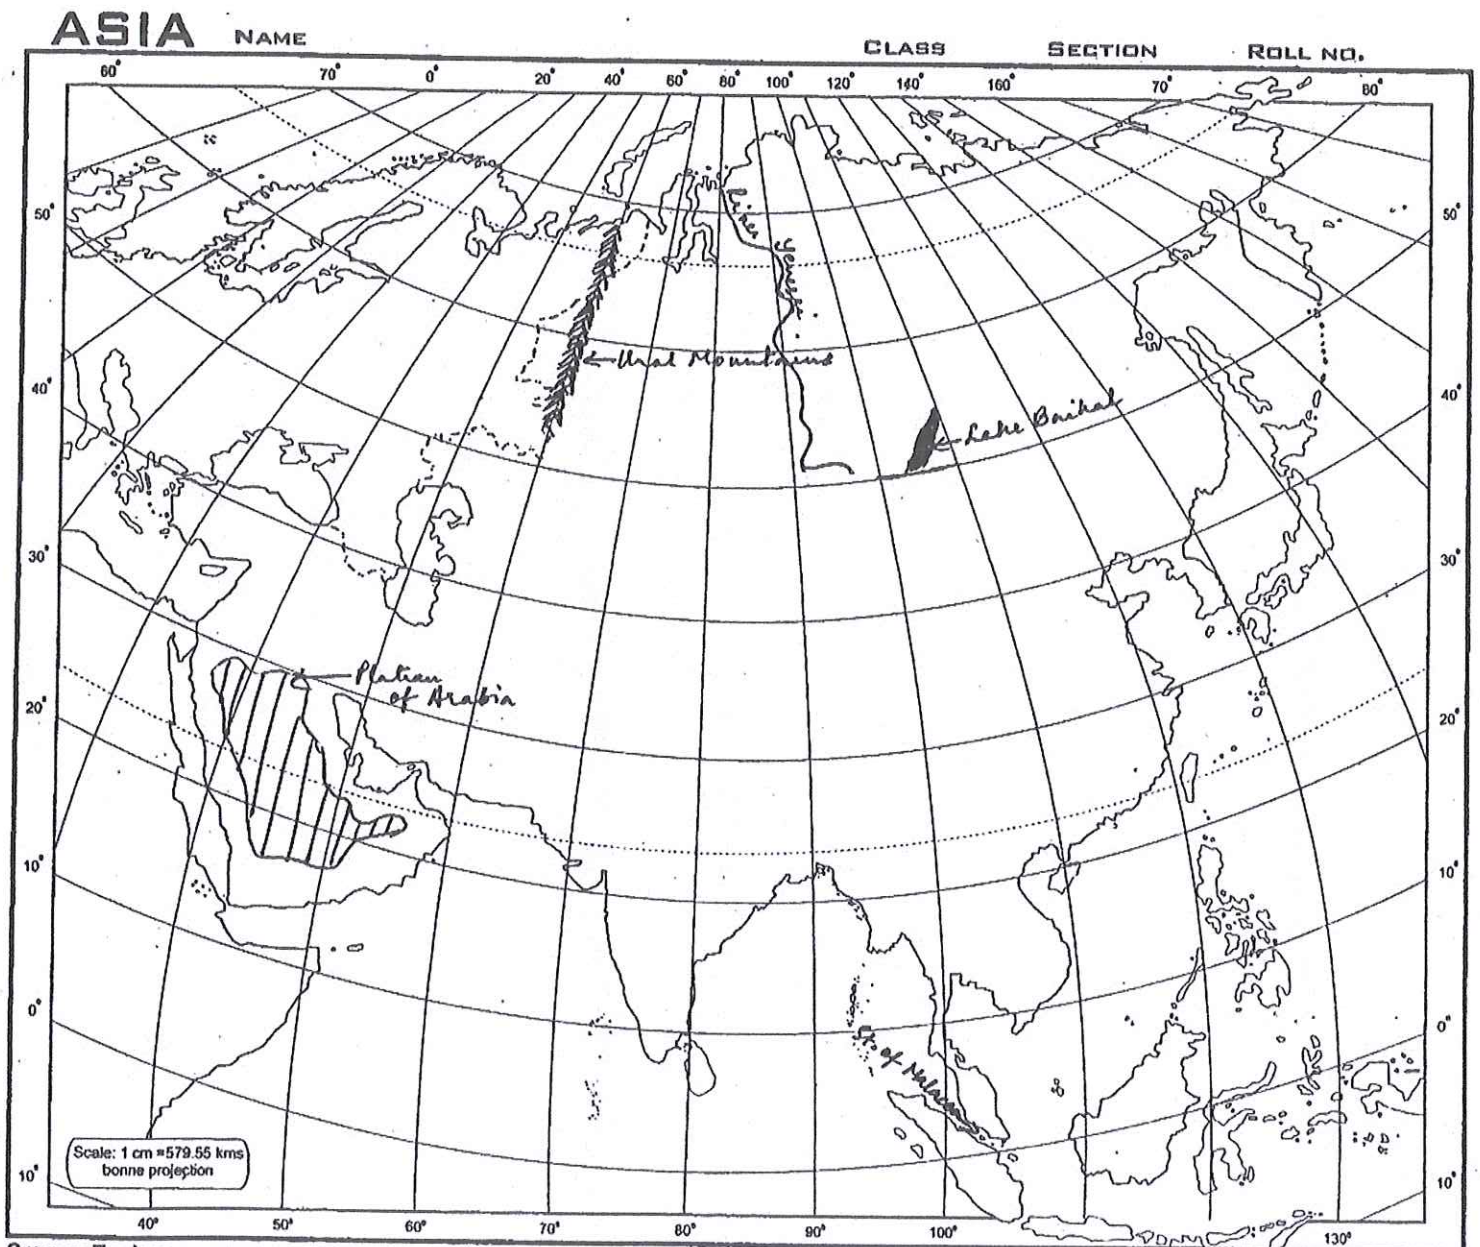 ASIA NAME CLASS SECTION ROLL NO.
60° 70° 0° 20° 40° 60° 80° 100° 120° 140° 160° 70° 80°
50° 50°
River Yenesei
Ural Mountains
40° 40°
Lake Baikal
30° 30°
Plateau
of Arabia
20° 20°
10° 10°
0° 0°
St. of Malacca
Scale: 1 cm = 579.55 kms
bonne projection
10° 10°
40° 50° 60° 70° 80° 90° 100° 130°